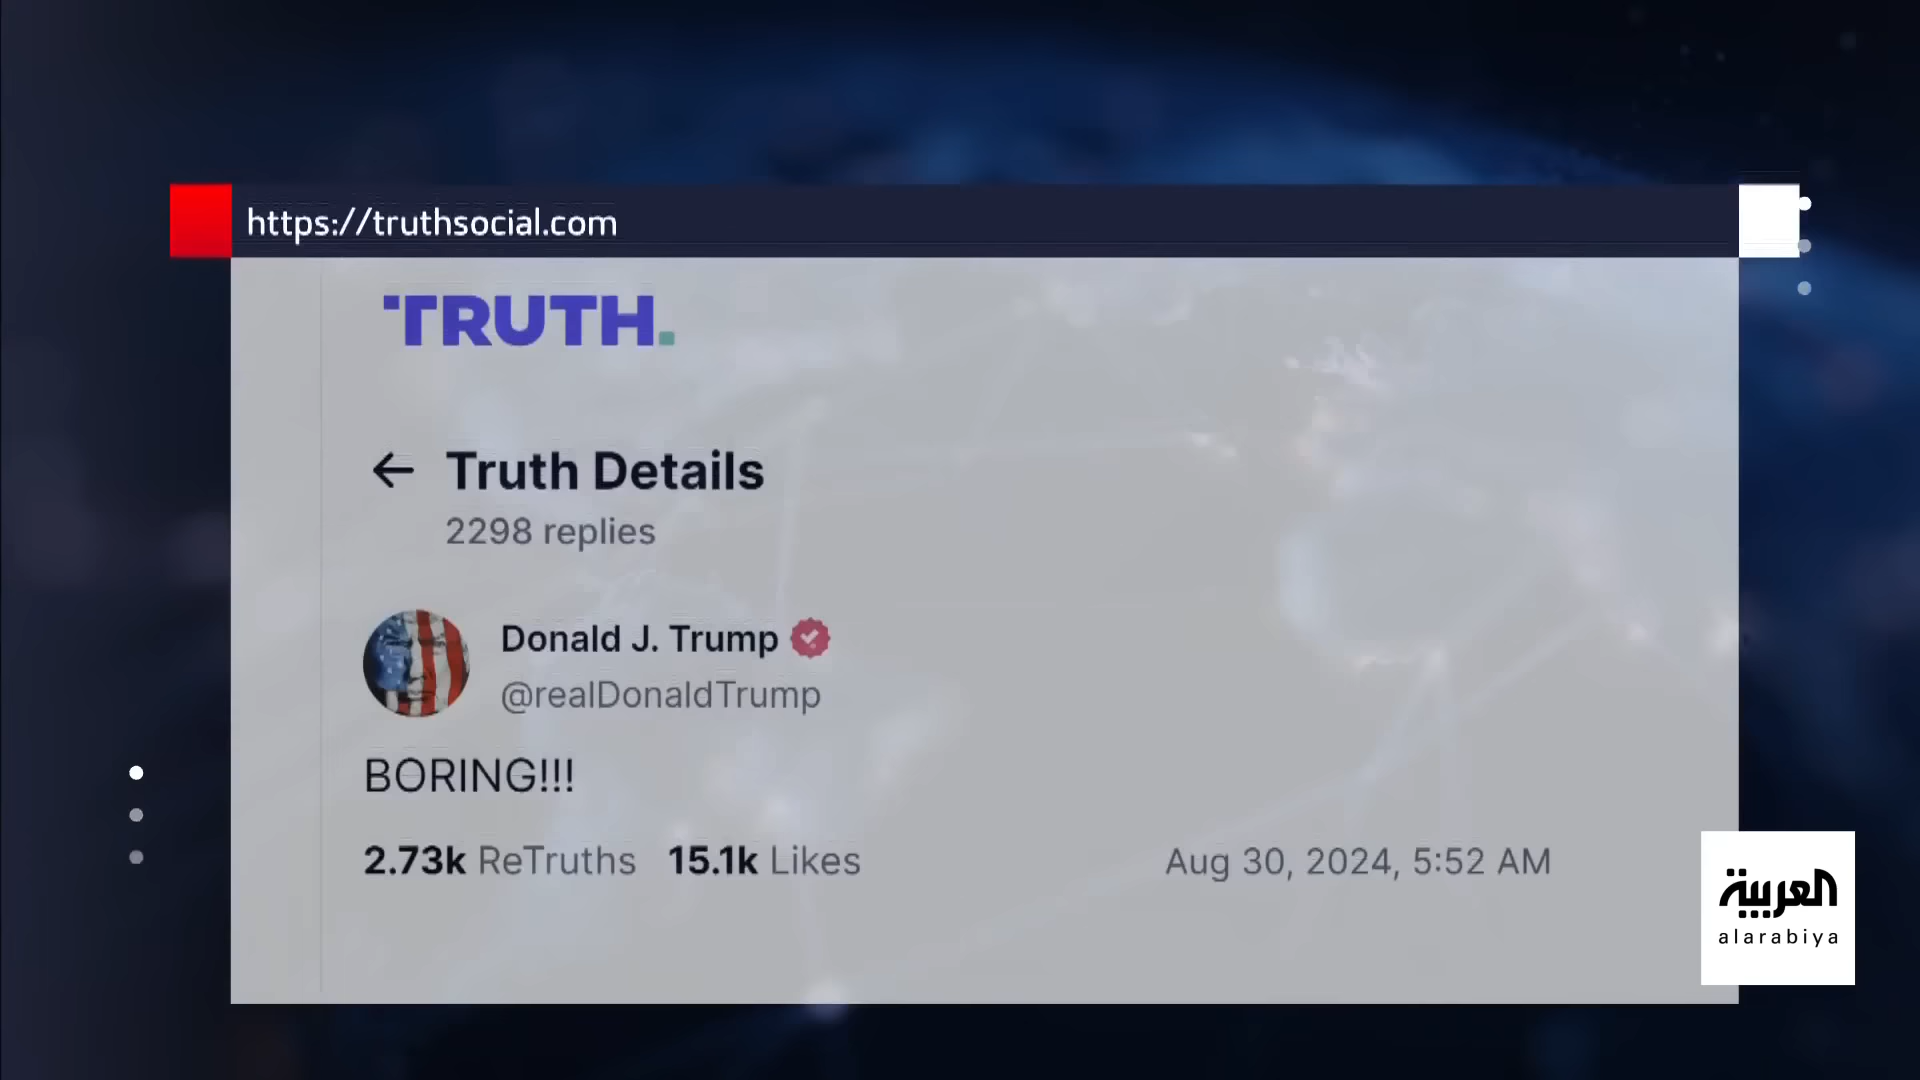 https://truthsocial.com
TRUTH.
← Truth Details
2298 replies
Donald J. Trump
@realDonaldTrump
BORING!!!
2.73k ReTruths 15.1k Likes
Aug 30, 2024, 5:52 AM
العربية
alarabiya